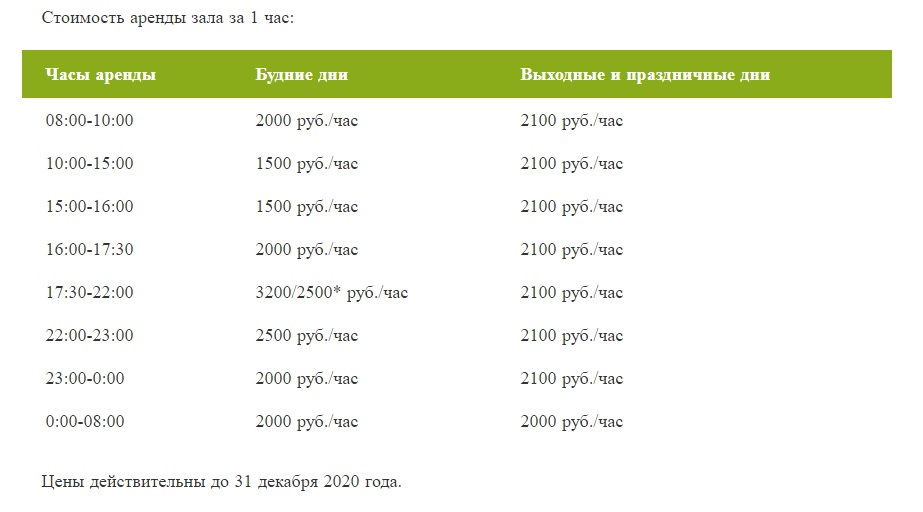 Стоимость аренды зала за 1 час:
Часы аренды Будние дни Выходные и праздничные дни
08:00-10:00 2000 руб./час 2100 руб./час
10:00-15:00 1500 руб./час 2100 руб./час
15:00-16:00 1500 руб./час 2100 руб./час
16:00-17:30 2000 руб./час 2100 руб./час
17:30-22:00 3200/2500* руб./час 2100 руб./час
22:00-23:00 2500 руб./час 2100 руб./час
23:00-0:00 2000 руб./час 2100 руб./час
0:00-08:00 2000 руб./час 2000 руб./час
Цены действительны до 31 декабря 2020 года.